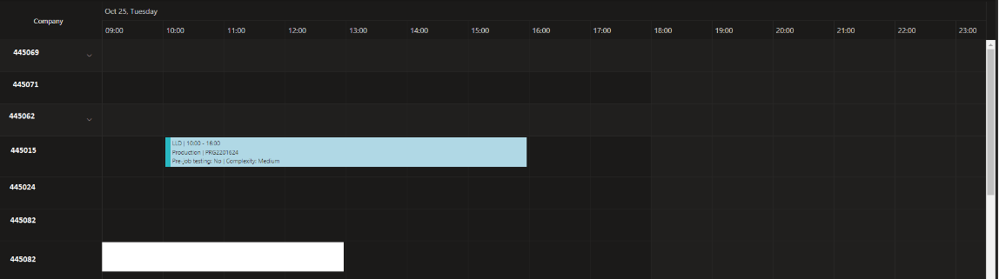 Company
Oct 25, Tuesday
09:00 10:00 11:00 12:00 13:00 14:00 15:00 16:00 17:00 18:00 19:00 20:00 21:00 22:00 23:00
445069
445071
445062
445015
LLD | 10:00 - 16:00
Production | PRG2201624
Pre-job testing: No | Complexity: Medium
445024
445082
445082